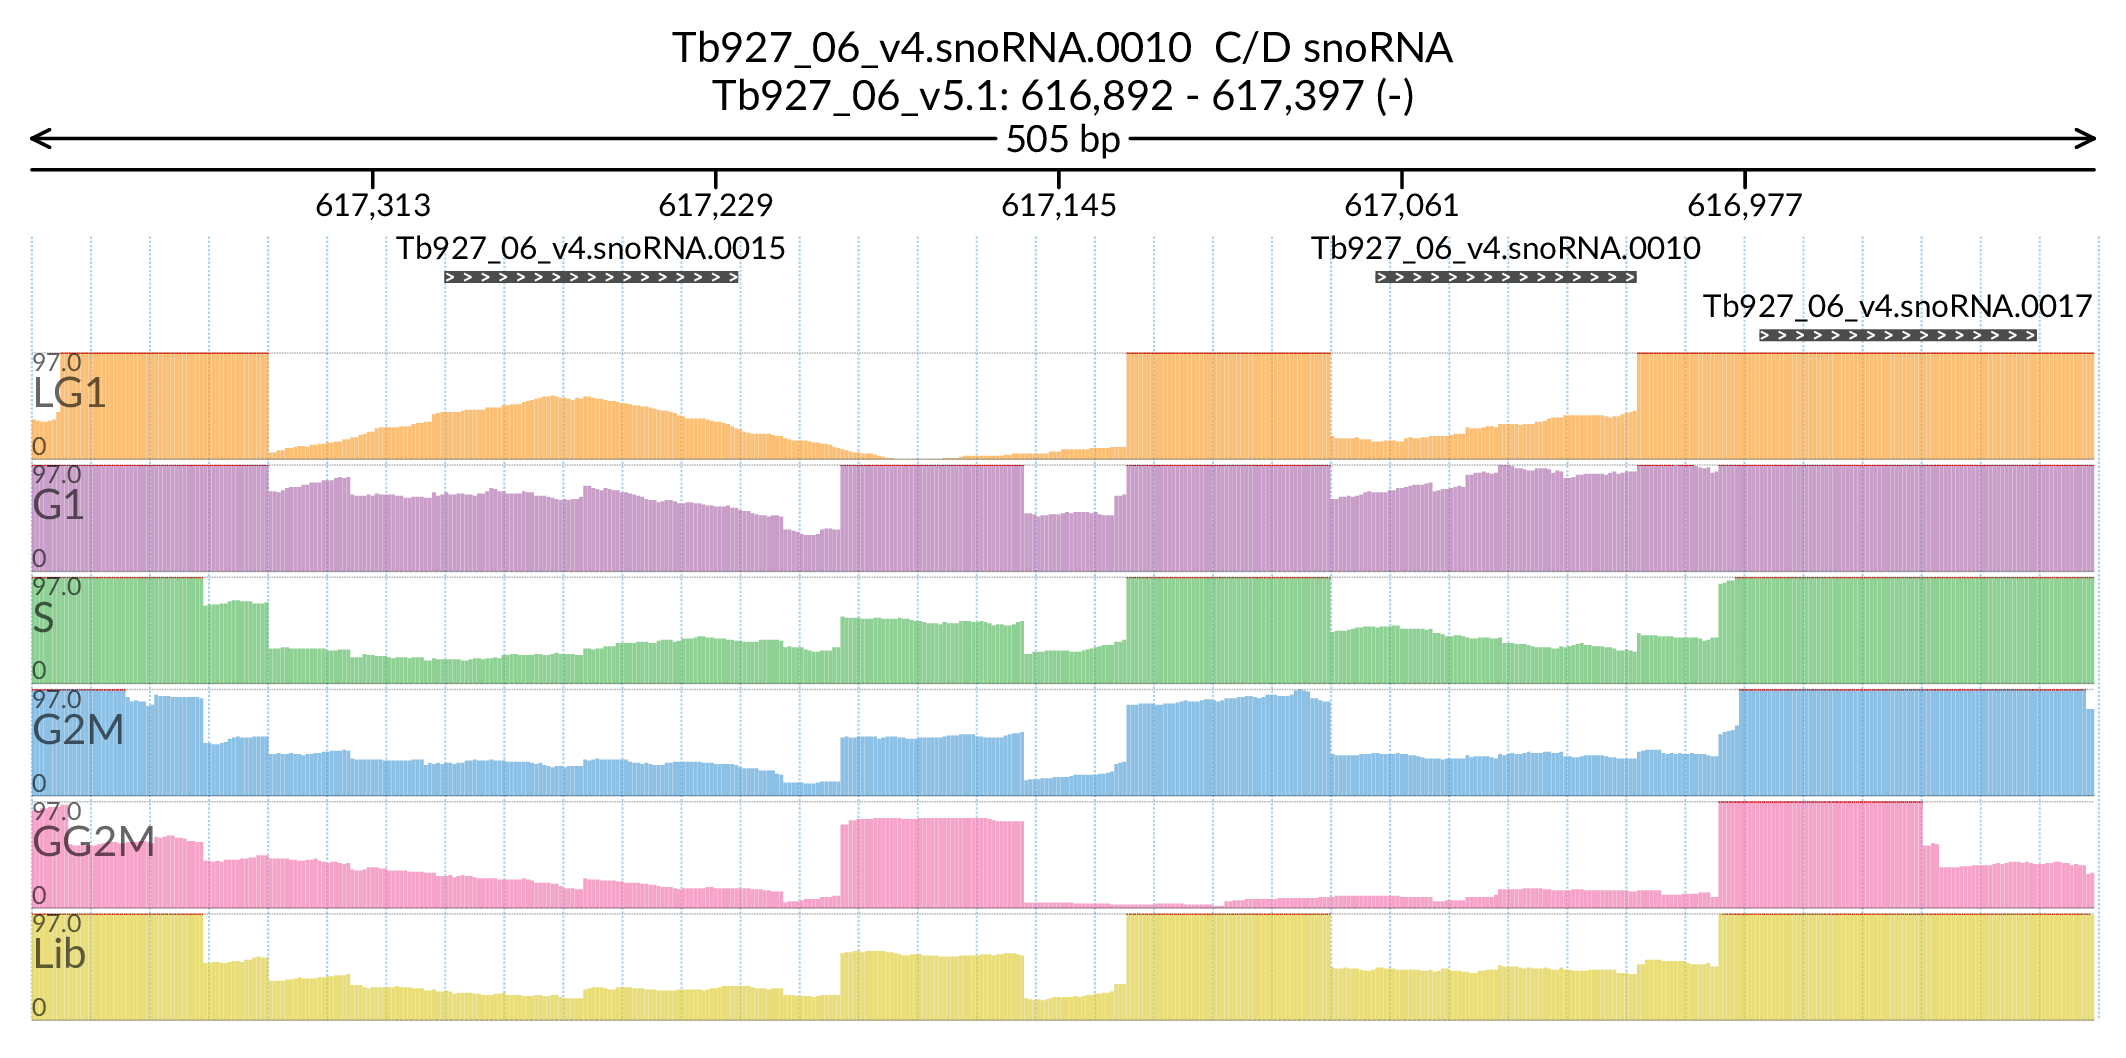 Tb927_06_v4.snoRNA.0010  C/D snoRNA
Tb927_06_v5.1: 616,892 - 617,397 (-)
505 bp
617,313 617,229 617,145 617,061 616,977
Tb927_06_v4.snoRNA.0015 Tb927_06_v4.snoRNA.0010
Tb927_06_v4.snoRNA.0017
97.0
LG1
0
97.0
G1
0
97.0
S
0
97.0
G2M
0
97.0
GG2M
0
97.0
Lib
0